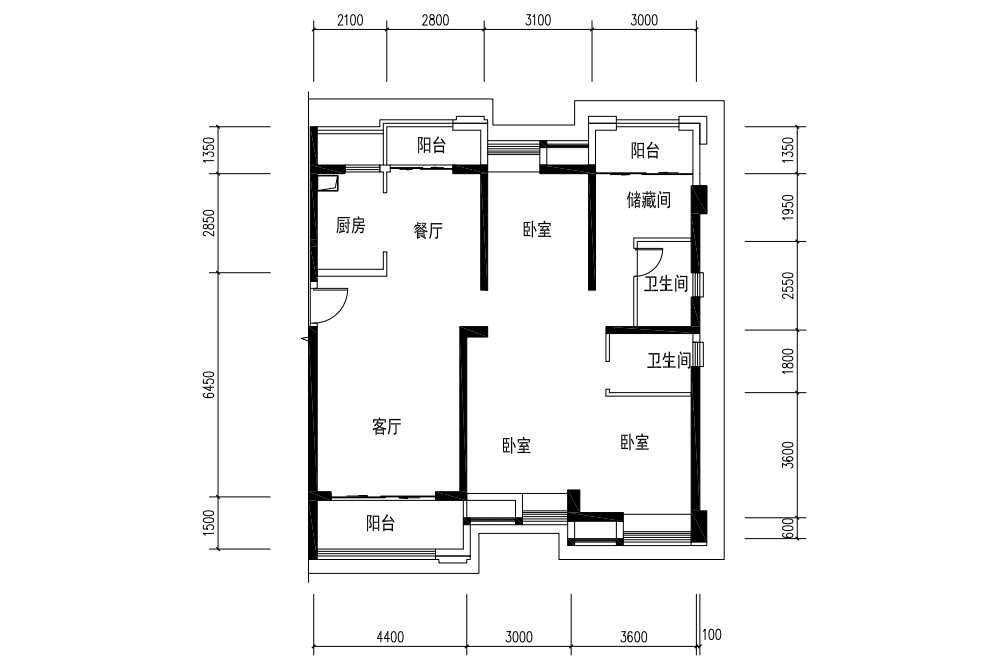 2100 2800 3100 3000
阳台
阳台
1350
1350
储藏间
1950
2850
厨房 餐厅 卧室
卫生间
2550
卫生间
1800
6450
客厅
卧室 卧室
3600
阳台
1500
600
4400 3000 3600 100